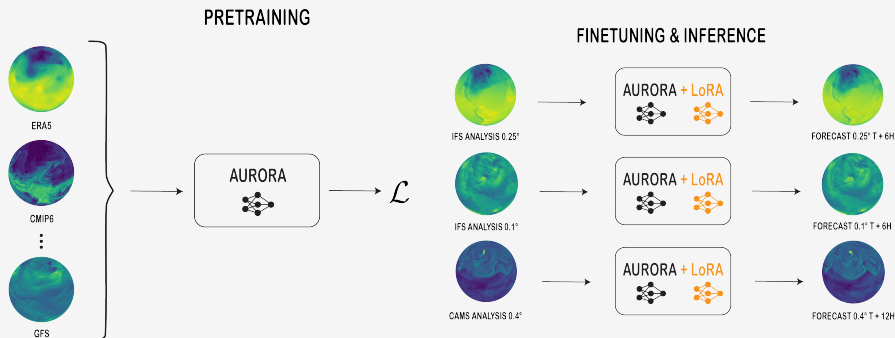 PRETRAINING
ERA5
CMIP6
GFS
AURORA
ℒ
FINETUNING & INFERENCE
IFS ANALYSIS 0.25°
AURORA + LoRA
FORECAST 0.25° T + 6H
IFS ANALYSIS 0.1°
AURORA + LoRA
FORECAST 0.1° T + 6H
CAMS ANALYSIS 0.4°
AURORA + LoRA
FORECAST 0.4° T + 12H